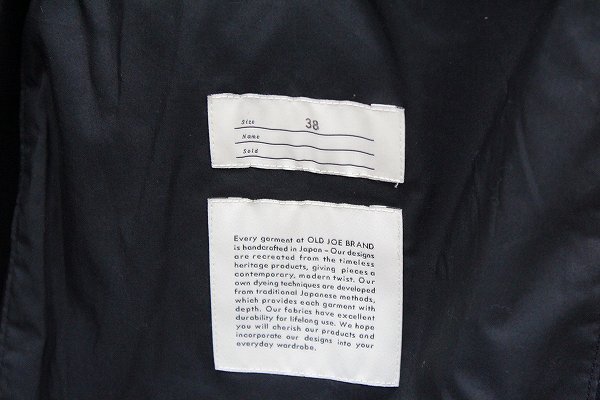 Size 38
Name
Sold
Every garment at OLD JOE BRAND
is handcrafted in Japan – Our designs
are recreated from the timeless
heritage products, giving pieces a
contemporary, modern twist. Our
own dyeing techniques are developed
from traditional Japanese methods,
which provides each garment with
depth. Our fabrics have excellent
durability for lifelong use. We hope
you will cherish our products and
incorporate our designs into your
everyday wardrobe.